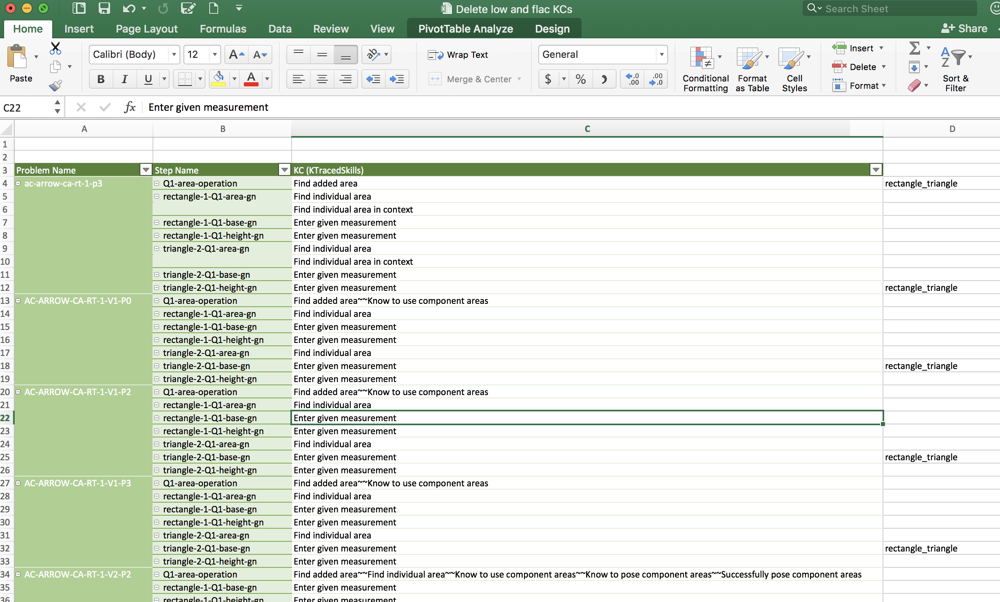 Delete low and flac KCs
Search Sheet
Home Insert Page Layout Formulas Data Review View PivotTable Analyze Design Share
Paste
Calibri (Body) 12 A A
B I U A
ab
Wrap Text
Merge & Center
General
$ % .0 .00 .00 .0
Conditional Formatting
Format as Table
Cell Styles
Insert
Delete
Format
Σ
A Z
Sort & Filter
C22 fx Enter given measurement
A B C D
1
2
3 Problem Name Step Name KC (KTracedSkills)
4 ac-arrow-ca-rt-1-p3 Q1-area-operation Find added area rectangle_triangle
5 rectangle-1-Q1-area-gn Find individual area
6 Find individual area in context
7 rectangle-1-Q1-base-gn Enter given measurement
8 rectangle-1-Q1-height-gn Enter given measurement
9 triangle-2-Q1-area-gn Find individual area
10 Find individual area in context
11 triangle-2-Q1-base-gn Enter given measurement
12 triangle-2-Q1-height-gn Enter given measurement rectangle_triangle
13 AC-ARROW-CA-RT-1-V1-P0 Q1-area-operation Find added area~~Know to use component areas
14 rectangle-1-Q1-area-gn Find individual area
15 rectangle-1-Q1-base-gn Enter given measurement
16 rectangle-1-Q1-height-gn Enter given measurement
17 triangle-2-Q1-area-gn Find individual area
18 triangle-2-Q1-base-gn Enter given measurement rectangle_triangle
19 triangle-2-Q1-height-gn Enter given measurement
20 AC-ARROW-CA-RT-1-V1-P2 Q1-area-operation Find added area~~Know to use component areas
21 rectangle-1-Q1-area-gn Find individual area
22 rectangle-1-Q1-base-gn Enter given measurement
23 rectangle-1-Q1-height-gn Enter given measurement
24 triangle-2-Q1-area-gn Find individual area
25 triangle-2-Q1-base-gn Enter given measurement rectangle_triangle
26 triangle-2-Q1-height-gn Enter given measurement
27 AC-ARROW-CA-RT-1-V1-P3 Q1-area-operation Find added area~~Know to use component areas
28 rectangle-1-Q1-area-gn Find individual area
29 rectangle-1-Q1-base-gn Enter given measurement
30 rectangle-1-Q1-height-gn Enter given measurement
31 triangle-2-Q1-area-gn Find individual area
32 triangle-2-Q1-base-gn Enter given measurement rectangle_triangle
33 triangle-2-Q1-height-gn Enter given measurement
34 AC-ARROW-CA-RT-1-V2-P2 Q1-area-operation Find added area~~Find individual area~~Know to use component areas~~Know to pose component areas~~Successfully pose component areas
35 rectangle-1-Q1-base-gn Enter given measurement
36 rectangle-1-Q1-height-gn Enter given measurement